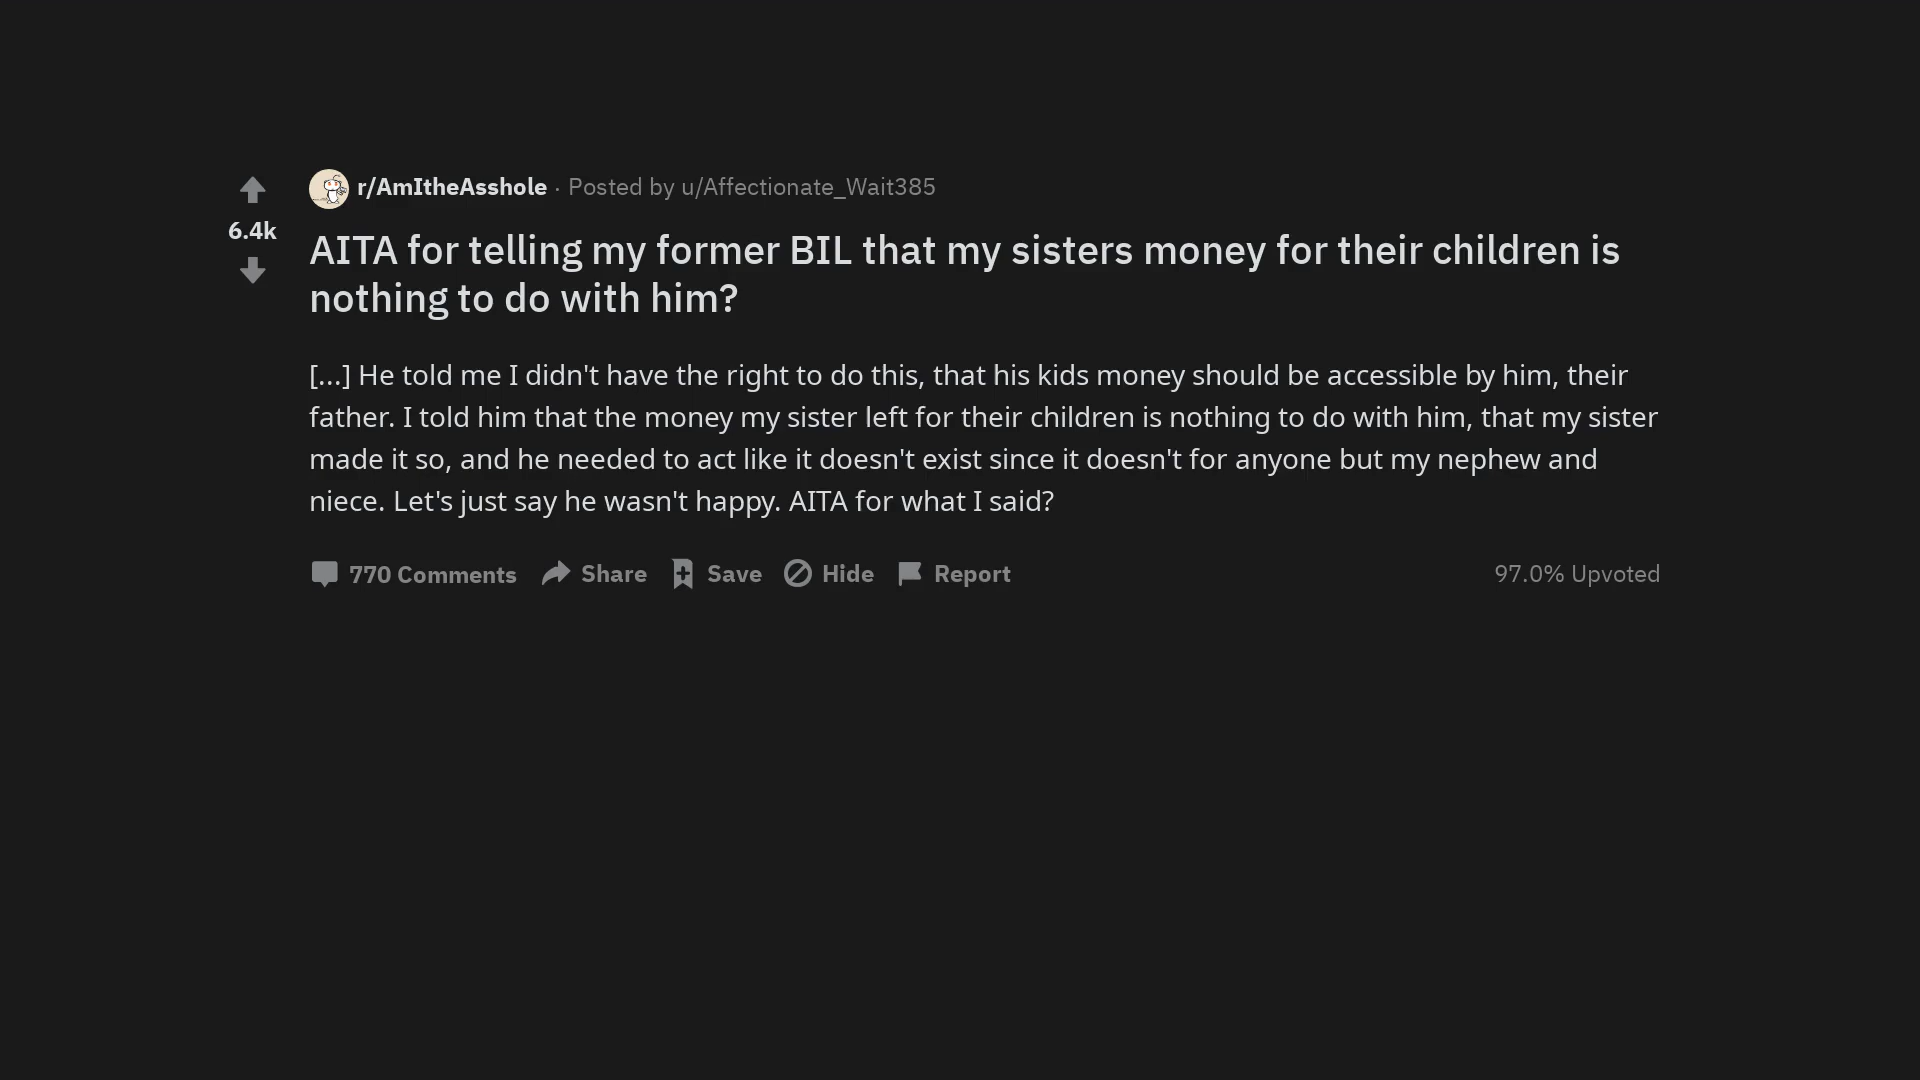 r/AmItheAsshole · Posted by u/Affectionate_Wait385
6.4k
AITA for telling my former BIL that my sisters money for their children is
nothing to do with him?
[...] He told me I didn't have the right to do this, that his kids money should be accessible by him, their
father. I told him that the money my sister left for their children is nothing to do with him, that my sister
made it so, and he needed to act like it doesn't exist since it doesn't for anyone but my nephew and
niece. Let's just say he wasn't happy. AITA for what I said?
770 Comments Share Save Hide Report 97.0% Upvoted